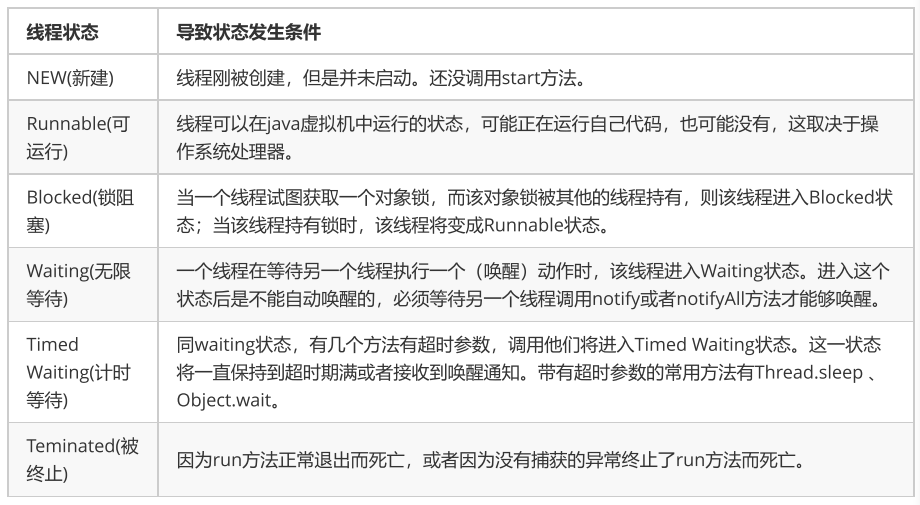 线程状态
导致状态发生条件
NEW(新建)
线程刚被创建，但是并未启动。还没调用start方法。
Runnable(可
运行)
线程可以在java虚拟机中运行的状态，可能正在运行自己代码，也可能没有，这取决于操
作系统处理器。
Blocked(锁阻
塞)
当一个线程试图获取一个对象锁，而该对象锁被其他的线程持有，则该线程进入Blocked状
态；当该线程持有锁时，该线程将变成Runnable状态。
Waiting(无限
等待)
一个线程在等待另一个线程执行一个（唤醒）动作时，该线程进入Waiting状态。进入这个
状态后是不能自动唤醒的，必须等待另一个线程调用notify或者notifyAll方法才能够唤醒。
Timed
Waiting(计时
等待)
同waiting状态，有几个方法有超时参数，调用他们将进入Timed Waiting状态。这一状态
将一直保持到超时期满或者接收到唤醒通知。带有超时参数的常用方法有Thread.sleep 、
Object.wait。
Teminated(被
终止)
因为run方法正常退出而死亡，或者因为没有捕获的异常终止了run方法而死亡。